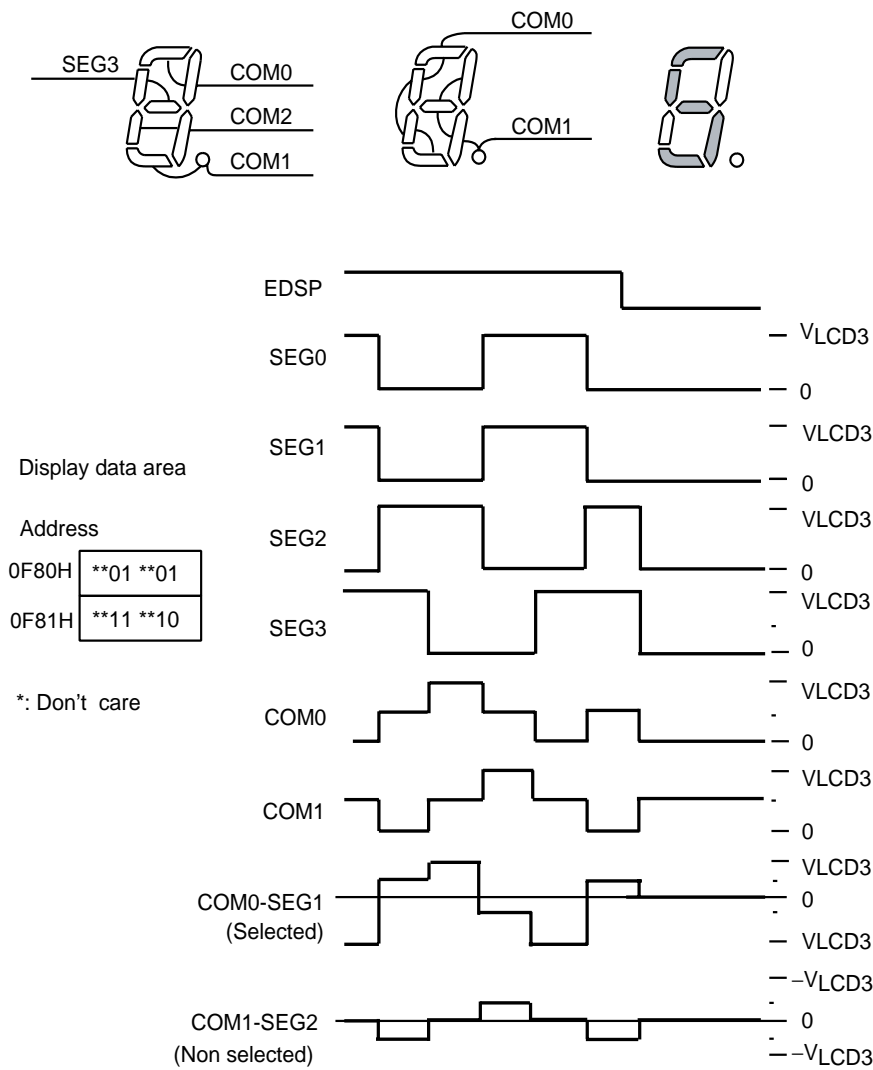 COM0
SEG3
COM0
COM2
COM1
COM1
EDSP
SEG0
VLCD3
0
SEG1
VLCD3
0
Display data area
Address
0F80H **01 **01
0F81H **11 **10
*: Don't care
SEG2
VLCD3
0
SEG3
VLCD3
0
COM0
VLCD3
0
COM1
VLCD3
0
COM0-SEG1
(Selected)
VLCD3
0
VLCD3
COM1-SEG2
(Non selected)
−VLCD3
0
−VLCD3